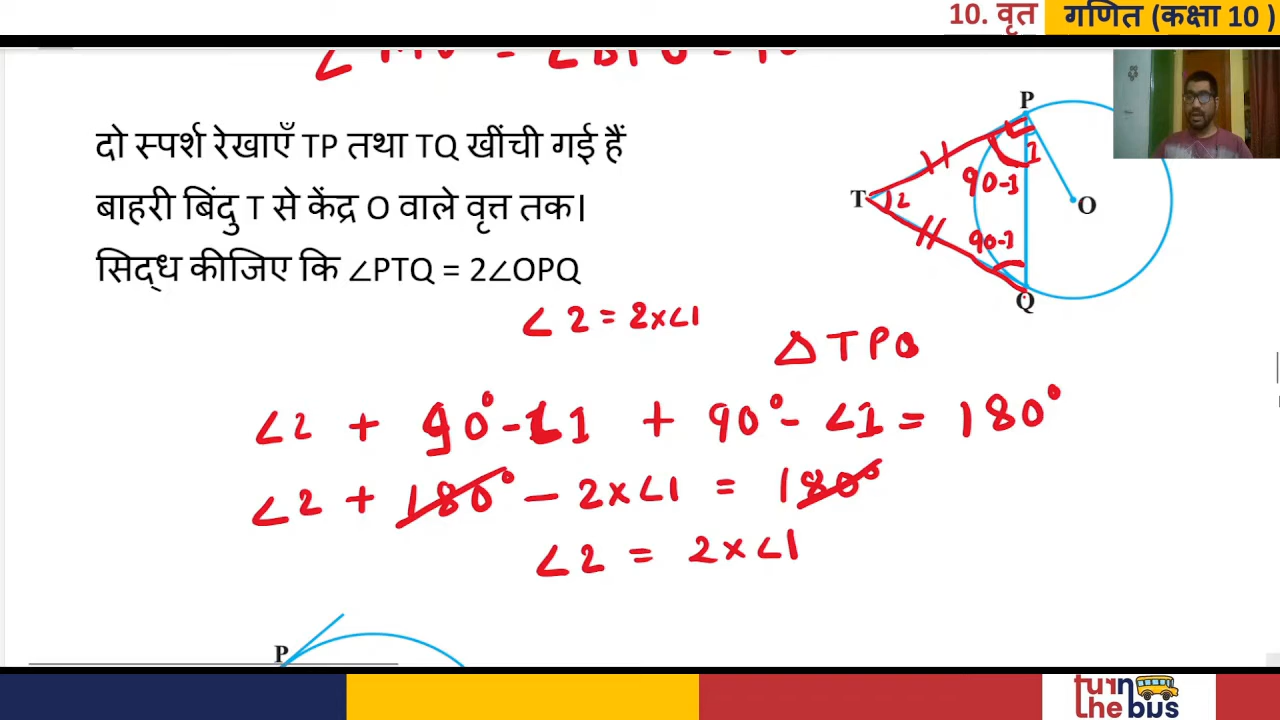 10. वृत गणित (कक्षा 10 )
दो स्पर्श रेखाएँ TP तथा TQ खींची गई हैं
बाहरी बिंदु T से केंद्र O वाले वृत्त तक।
सिद्ध कीजिए कि ∠PTQ = 2∠OPQ
P
1
90-1
T
2
O
90-1
Q
∠2 = 2×∠1
Δ TPQ
∠2 + 90° - ∠1 + 90° - ∠1 = 180°
∠2 + 180° - 2×∠1 = 180°
∠2 = 2×∠1
P
turn
the bus